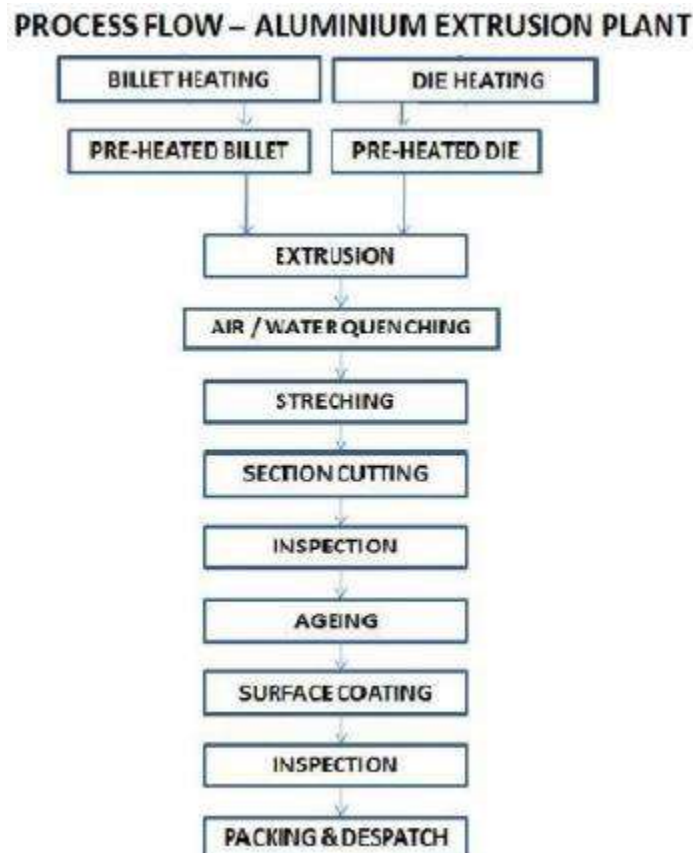 PROCESS FLOW – ALUMINIUM EXTRUSION PLANT
BILLET HEATING
DIE HEATING
PRE-HEATED BILLET
PRE-HEATED DIE
EXTRUSION
AIR / WATER QUENCHING
STRECHING
SECTION CUTTING
INSPECTION
AGEING
SURFACE COATING
INSPECTION
PACKING & DESPATCH